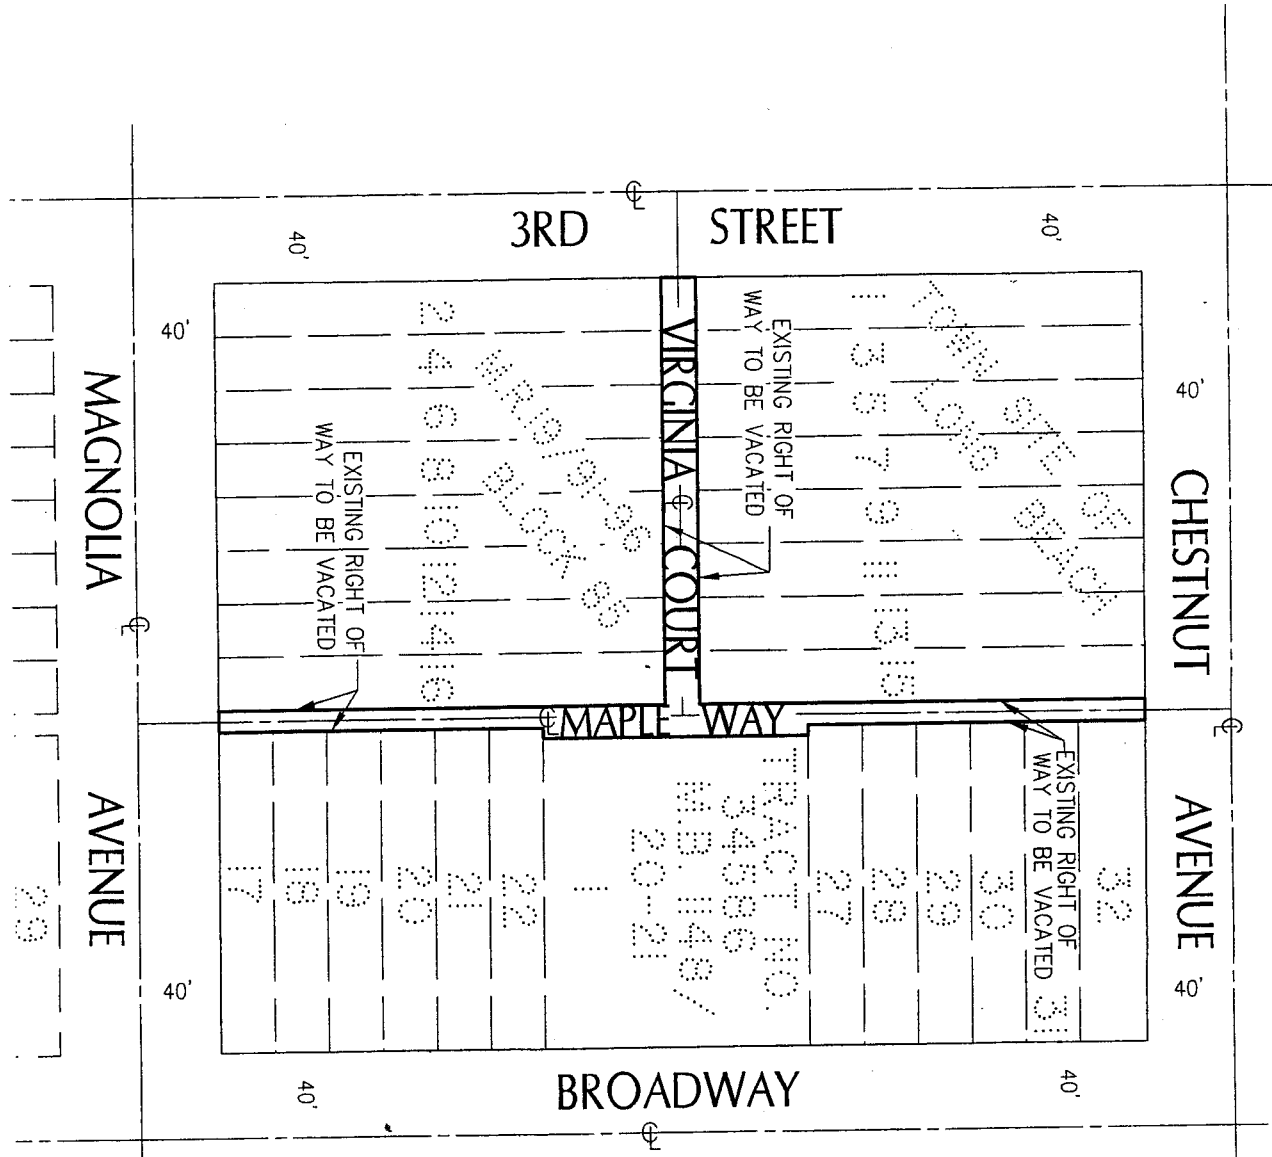 3RD STREET
40'
40'
40'
40'
MAGNOLIA
AVENUE
CHESTNUT
AVENUE
VIRGINIA COURT
EXISTING RIGHT OF
WAY TO BE VACATED
EXISTING RIGHT OF
WAY TO BE VACATED
TOWN SITE OF
LONG BEACH
1 3 5 7 9 11 13 15
2 4 6 8 10 12 14 16
M.R. 19/96
BLOCK 85
MAPLE WAY
EXISTING RIGHT OF
WAY TO BE VACATED
TRACT NO.
34586
M.B. 1148/
20-21
1
17
18
19
20
21
22
27
28
29
30
31
32
29
40'
40'
40'
40'
BROADWAY